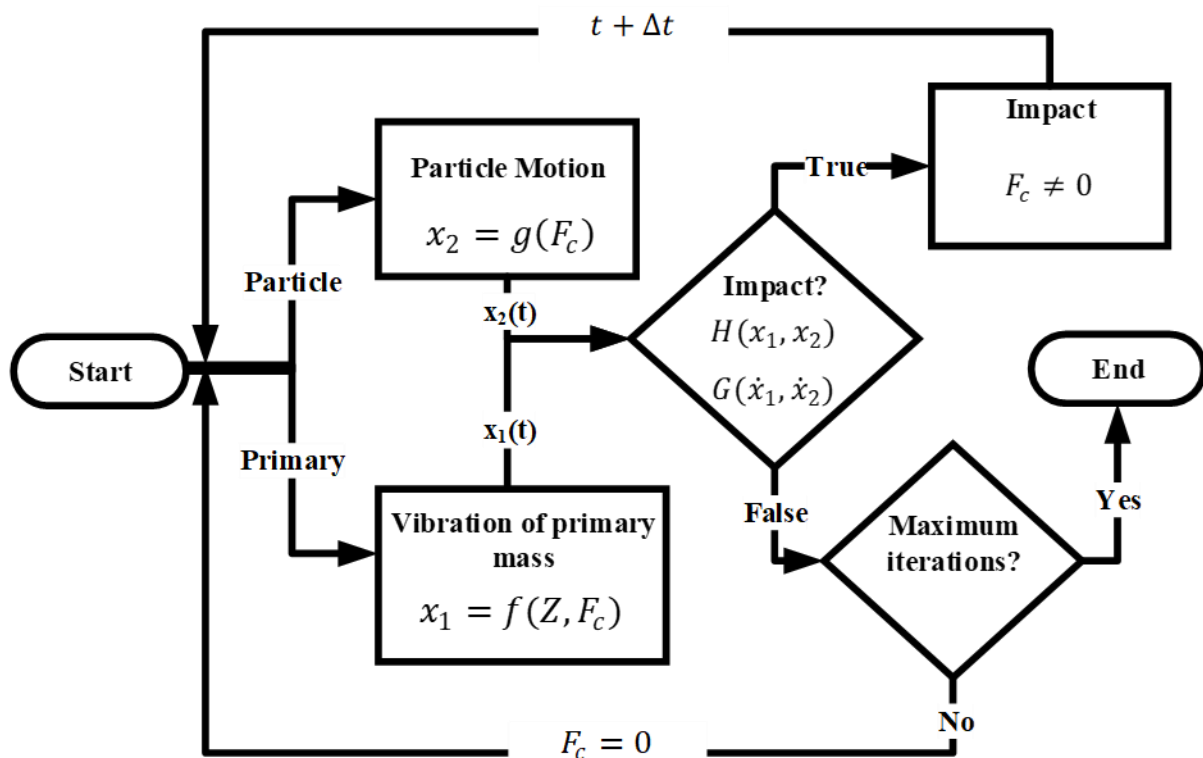 t + Δt
Impact
F_c ≠ 0
True
Particle Motion
x_2 = g(F_c)
Particle
x_2(t)
Impact?
H(x_1, x_2)
G(ẋ_1, ẋ_2)
Start
End
x_1(t)
Primary
Vibration of primary
mass
x_1 = f(Z, F_c)
False
Maximum
iterations?
Yes
No
F_c = 0